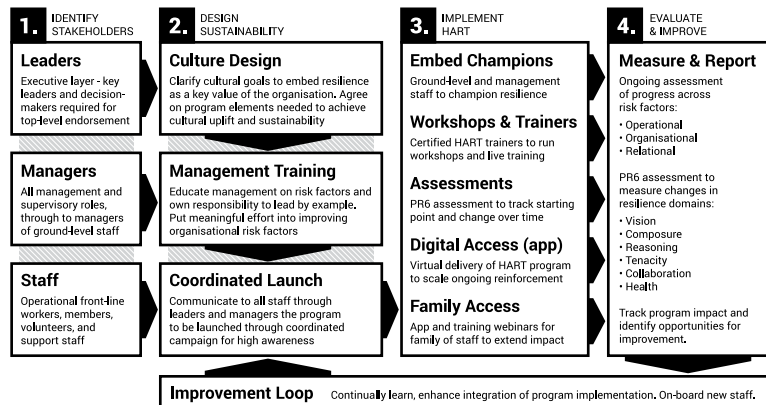 1. IDENTIFY
STAKEHOLDERS
Leaders
Executive layer - key
leaders and decision-
makers required for
top-level endorsement
Managers
All management and
supervisory roles,
through to managers
of ground-level staff
Staff
Operational front-line
workers, members,
volunteers, and
support staff
2. DESIGN
SUSTAINABILITY
Culture Design
Clarify cultural goals to embed resilience
as a key value of the organisation. Agree
on program elements needed to achieve
cultural uplift and sustainability
Management Training
Educate management on risk factors and
own responsibility to lead by example.
Put meaningful effort into improving
organisational risk factors
Coordinated Launch
Communicate to all staff through
leaders and managers the program
to be launched through coordinated
campaign for high awareness
3. IMPLEMENT
HART
Embed Champions
Ground-level and management
staff to champion resilience
Workshops & Trainers
Certified HART trainers to run
workshops and live training
Assessments
PR6 assessment to track starting
point and change over time
Digital Access (app)
Virtual delivery of HART program
to scale ongoing reinforcement
Family Access
App and training webinars for
family of staff to extend impact
4. EVALUATE
& IMPROVE
Measure & Report
Ongoing assessment
of progress across
risk factors:
• Operational
• Organisational
• Relational
PR6 assessment to
measure changes in
resilience domains:
• Vision
• Composure
• Reasoning
• Tenacity
• Collaboration
• Health
Track program impact and
identify opportunities for
improvement.
Improvement Loop Continually learn, enhance integration of program implementation. On-board new staff.